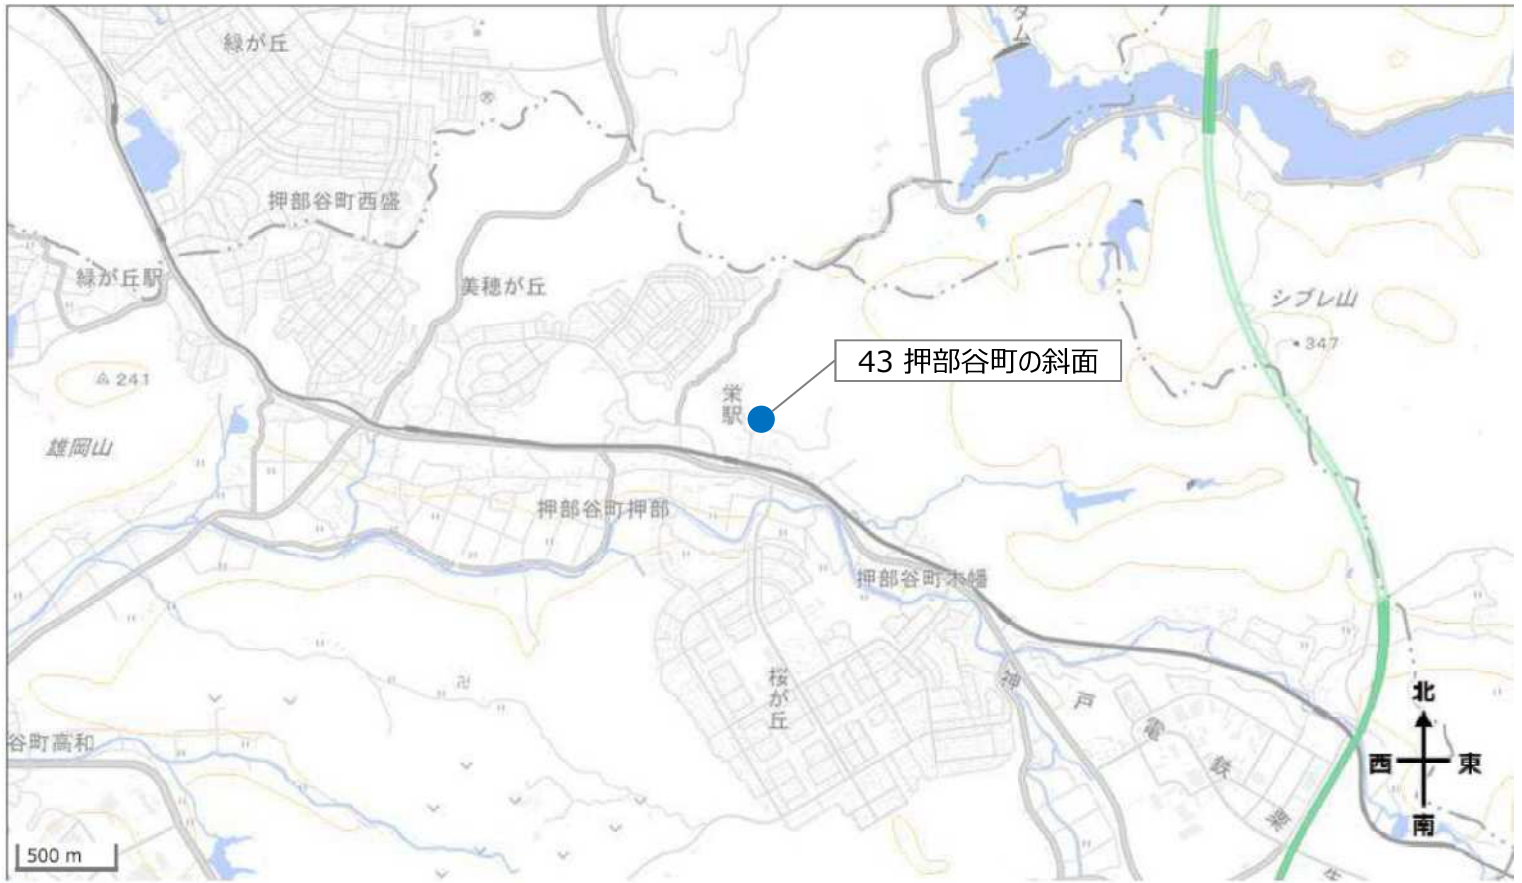 緑が丘
ダム
押部谷町西盛
緑が丘駅
美穂が丘
シブレ山
347
43 押部谷町の斜面
241
栄駅
雄岡山
押部谷町押部
押部谷町木幡
桜が丘
神戸電鉄粟生
谷町高和
北
西 東
南
500 m